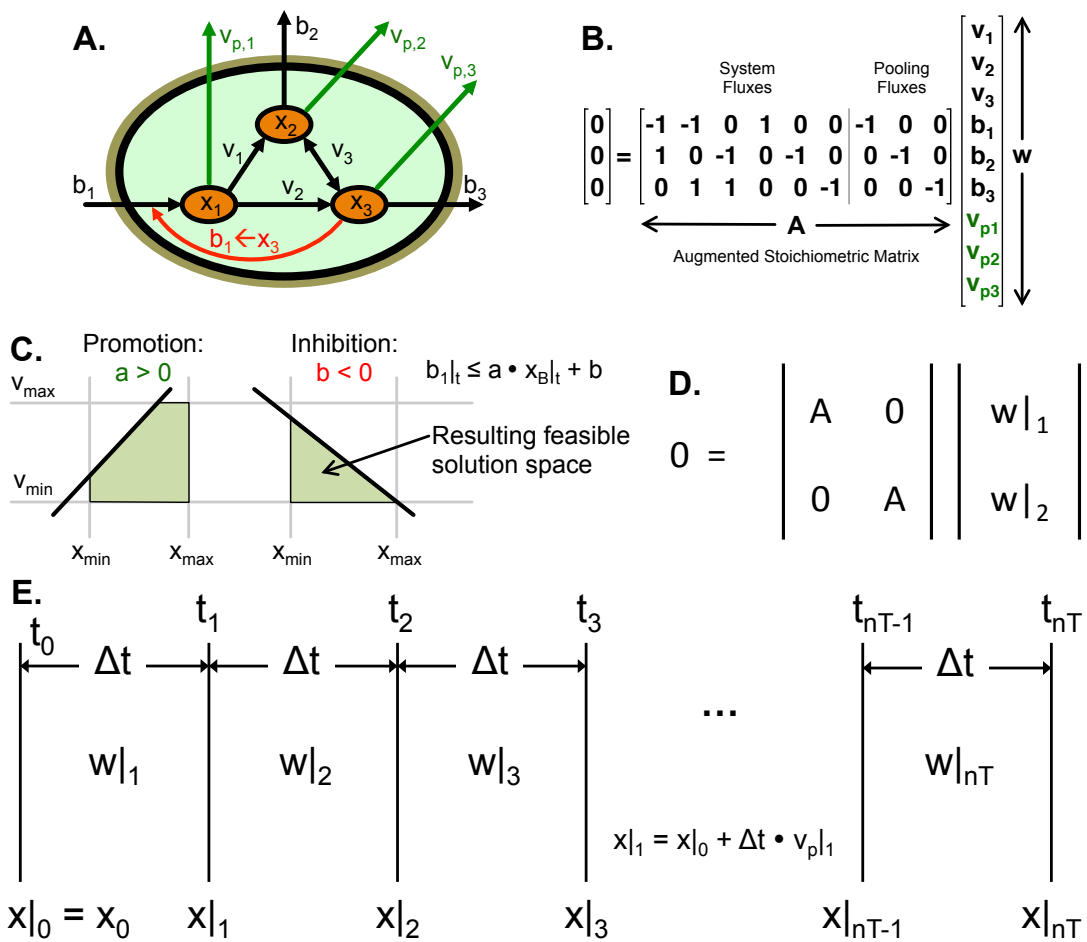 A.
b2
vp,1
vp,2
vp,3
x2
v1
v3
b1
v2
b3
x1
x3
b1←x3
B.
System
Fluxes
Pooling
Fluxes
[0] = [-1 -1 0 1 0 0 | -1 0 0] [v1]
[0] = [1 0 -1 0 -1 0 | 0 -1 0] [v2]
[0] = [0 1 1 0 0 -1 | 0 0 -1] [v3]
b1
b2
b3
vp1
vp2
vp3
w
A
Augmented Stoichiometric Matrix
C.
Promotion:
a > 0
Inhibition:
b < 0
b1|t ≤ a • xB|t + b
vmax
vmin
Resulting feasible
solution space
xmin
xmax
xmin
xmax
D.
A 0 w|1
0 =
0 A w|2
E.
t0
t1
t2
t3
...
tnT-1
tnT
Δt
Δt
Δt
Δt
w|1
w|2
w|3
w|nT
x|1 = x|0 + Δt • vp|1
x|0 = x0
x|1
x|2
x|3
x|nT-1
x|nT